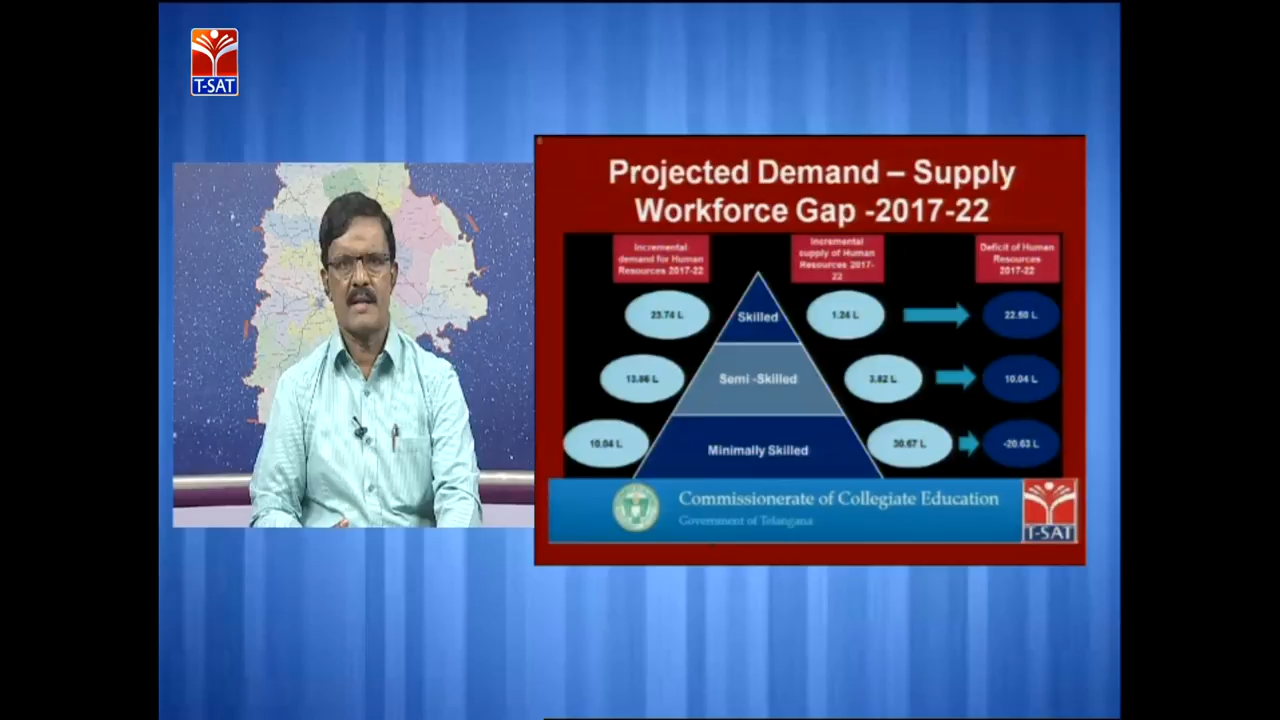 T-SAT
Projected Demand – Supply
Workforce Gap -2017-22
Incremental
demand for Human
Resources 2017-22
Incremental
supply of Human
Resources 2017-
22
Deficit of Human
Resources
2017-22
23.74 L
Skilled
1.24 L
22.50 L
13.86 L
Semi -Skilled
3.82 L
10.04 L
10.04 L
Minimally Skilled
30.67 L
-20.63 L
Commissionerate of Collegiate Education
Government of Telangana
T-SAT